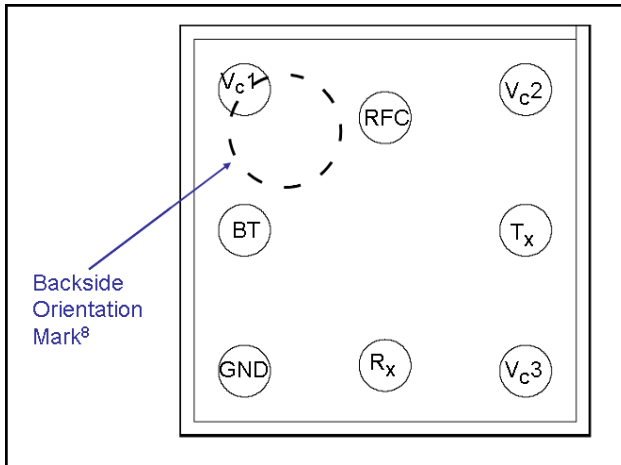 Vc1
RFC
Vc2
BT
Tx
Backside
Orientation
Mark8
GND
Rx
Vc3